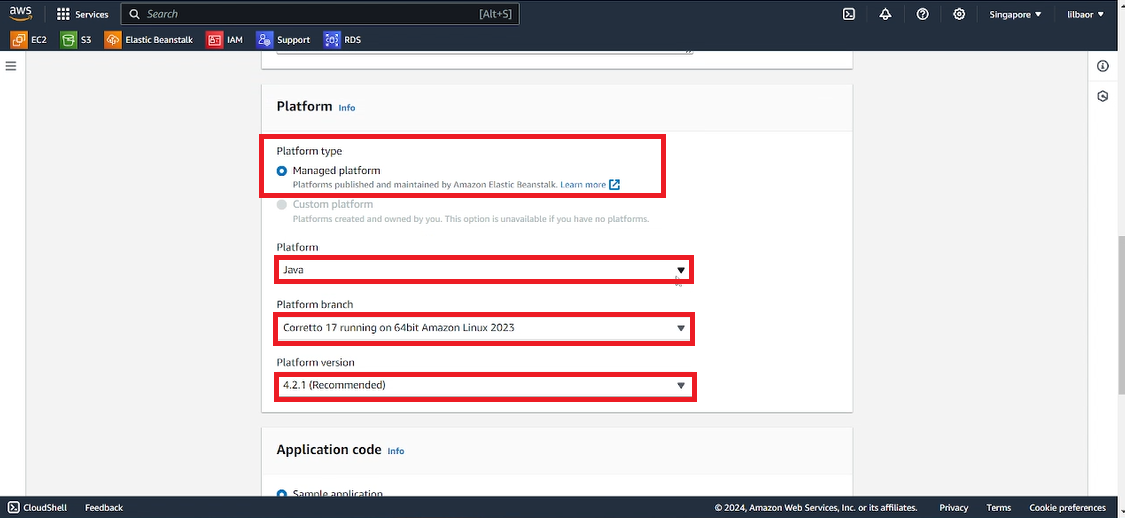 aws
Services
Search
[Alt+S]
Singapore
lilbaor
EC2
S3
Elastic Beanstalk
IAM
Support
RDS
Platform Info
Platform type
Managed platform
Platforms published and maintained by Amazon Elastic Beanstalk. Learn more
Custom platform
Platforms created and owned by you. This option is unavailable if you have no platforms.
Platform
Java
Platform branch
Corretto 17 running on 64bit Amazon Linux 2023
Platform version
4.2.1 (Recommended)
Application code Info
Sample application
CloudShell
Feedback
© 2024, Amazon Web Services, Inc. or its affiliates.
Privacy
Terms
Cookie preferences